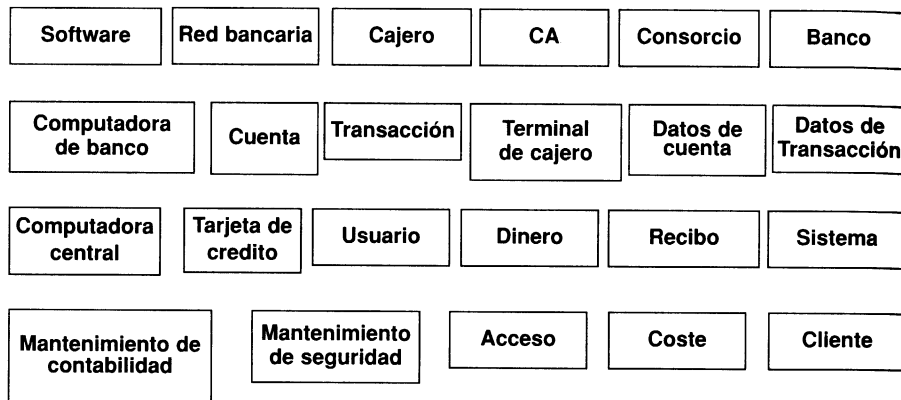 Software Red bancaria Cajero CA Consorcio Banco
Computadora de banco Cuenta Transacción Terminal de cajero Datos de cuenta Datos de Transacción
Computadora central Tarjeta de credito Usuario Dinero Recibo Sistema
Mantenimiento de contabilidad Mantenimiento de seguridad Acceso Coste Cliente